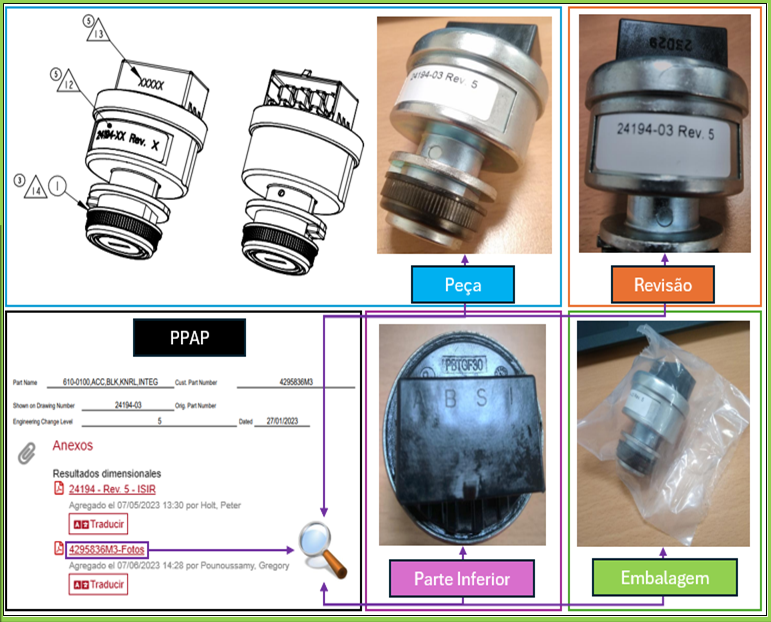 5
13
XXXXX
5
12
24194-XX Rev. X
3
14
1
24194-03 Rev. 5
Peça
23D29
24194-03 Rev. 5
Revisão
PPAP
Part Name 610-0100,ACC,BLK,KNRL,INTEG Cust. Part Number 4295836M3
Shown on Drawing Number 24194-03 Orig. Part Number
Engineering Change Level 5 Dated 27/01/2023
Anexos
Resultados dimensionales
24194 - Rev. 5 - ISIR
Agregado el 07/05/2023 13:30 por Holt, Peter
Traducir
4295836M3-Fotos
Agregado el 07/06/2023 14:28 por Pounoussamy, Gregory
Traducir
PBTGF30
A B S I
Parte Inferior
Embalagem